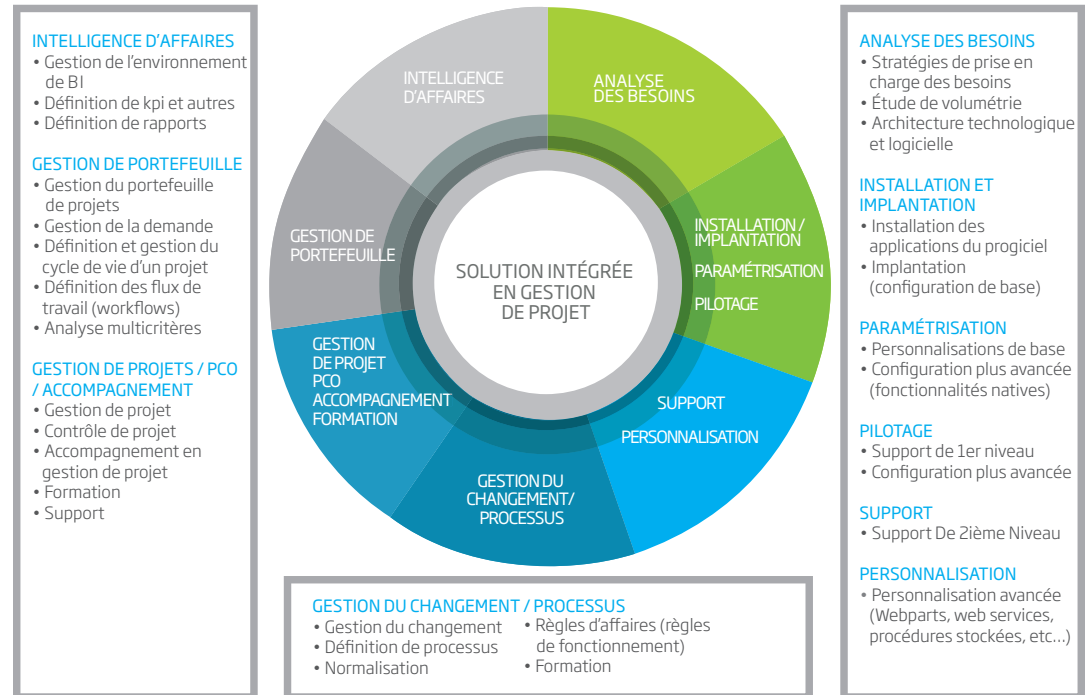 INTELLIGENCE D'AFFAIRES
• Gestion de l'environnement
de BI
• Définition de kpi et autres
• Définition de rapports
GESTION DE PORTEFEUILLE
• Gestion du portefeuille
de projets
• Gestion de la demande
• Définition et gestion du
cycle de vie d'un projet
• Définition des flux de
travail (workflows)
• Analyse multicritères
GESTION DE PROJETS / PCO
/ ACCOMPAGNEMENT
• Gestion de projet
• Contrôle de projet
• Accompagnement en
gestion de projet
• Formation
• Support
INTELLIGENCE
D'AFFAIRES
ANALYSE
DES BESOINS
GESTION DE
PORTEFEUILLE
INSTALLATION /
IMPLANTATION
PARAMÉTRISATION
PILOTAGE
SOLUTION INTÉGRÉE
EN GESTION
DE PROJET
GESTION
DE PROJET
PCO
ACCOMPAGNEMENT
FORMATION
SUPPORT
PERSONNALISATION
GESTION DU
CHANGEMENT/
PROCESSUS
ANALYSE DES BESOINS
• Stratégies de prise en
charge des besoins
• Étude de volumétrie
• Architecture technologique
et logicielle
INSTALLATION ET
IMPLANTATION
• Installation des
applications du progiciel
• Implantation
(configuration de base)
PARAMÉTRISATION
• Personnalisations de base
• Configuration plus avancée
(fonctionnalités natives)
PILOTAGE
• Support de 1er niveau
• Configuration plus avancée
SUPPORT
• Support De 2ième Niveau
PERSONNALISATION
• Personnalisation avancée
(Webparts, web services,
procédures stockées, etc...)
GESTION DU CHANGEMENT / PROCESSUS
• Gestion du changement
• Définition de processus
• Normalisation
• Règles d'affaires (règles
de fonctionnement)
• Formation